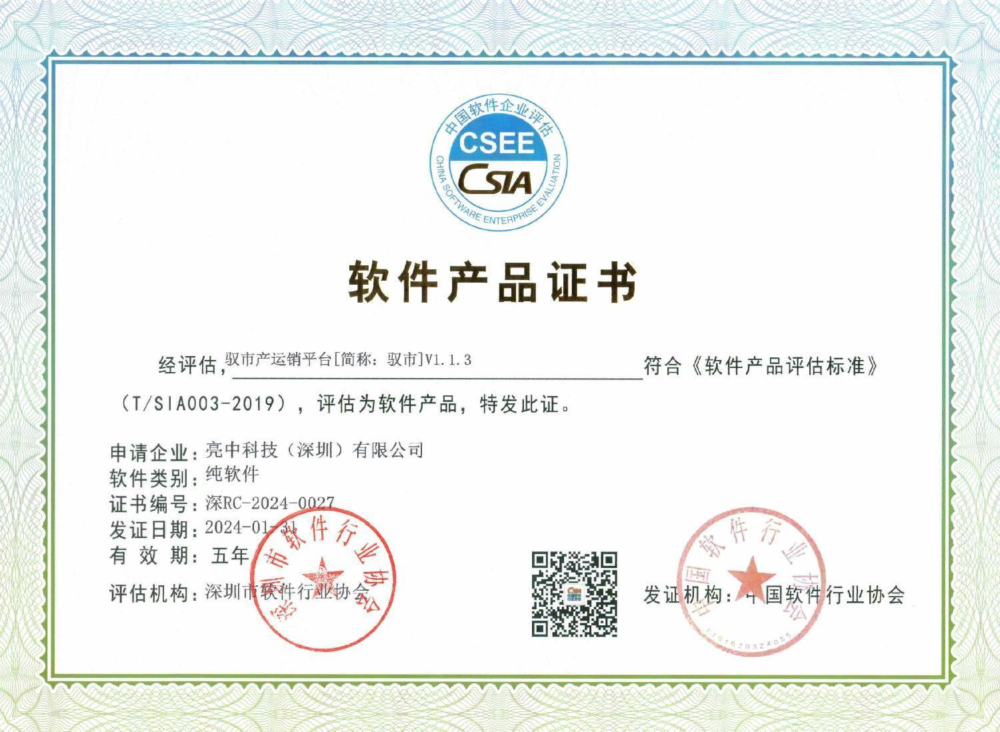 中国软件企业评估
CSEE
CSIA
CHINA SOFTWARE ENTERPRISE EVALUATION
软件产品证书
经评估,驭市产运销平台[简称：驭市]V1.1.3符合《软件产品评估标准》
（T/SIA003-2019），评估为软件产品，特发此证。
申请企业：亮中科技（深圳）有限公司
软件类别：纯软件
证书编号：深RC-2024-0027
发证日期：2024-01-31
有效期：五年
评估机构：深圳市软件行业协会
深圳市软件行业协会
发证机构：中国软件行业协会
中国软件行业协会
1101620324055